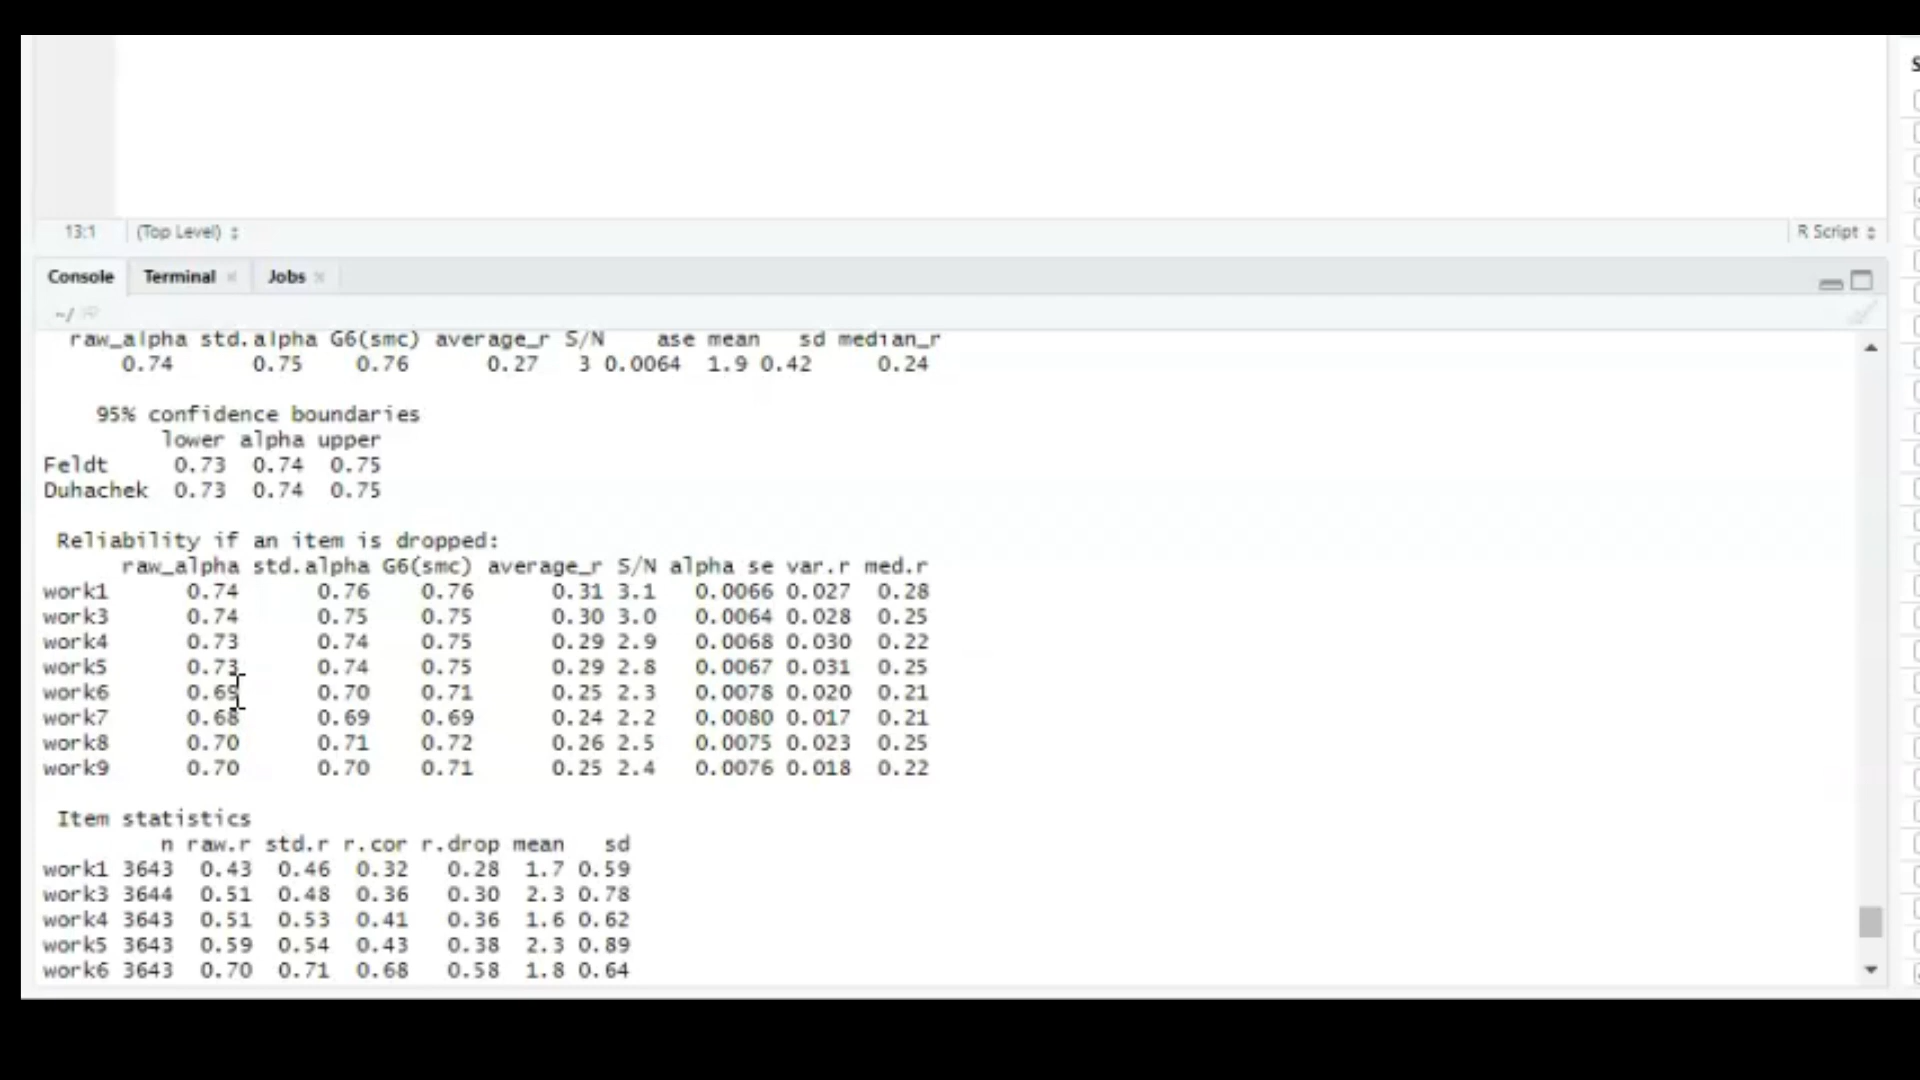 S
13:1 (Top Level) R Script
Console Terminal Jobs
~/
raw_alpha std.alpha G6(smc) average_r S/N ase mean sd median_r
0.74 0.75 0.76 0.27 3 0.0064 1.9 0.42 0.24
95% confidence boundaries
lower alpha upper
Feldt 0.73 0.74 0.75
Duhachek 0.73 0.74 0.75
Reliability if an item is dropped:
raw_alpha std.alpha G6(smc) average_r S/N alpha se var.r med.r
work1 0.74 0.76 0.76 0.31 3.1 0.0066 0.027 0.28
work3 0.74 0.75 0.75 0.30 3.0 0.0064 0.028 0.25
work4 0.73 0.74 0.75 0.29 2.9 0.0068 0.030 0.22
work5 0.73 0.74 0.75 0.29 2.8 0.0067 0.031 0.25
work6 0.69 0.70 0.71 0.25 2.3 0.0078 0.020 0.21
work7 0.68 0.69 0.69 0.24 2.2 0.0080 0.017 0.21
work8 0.70 0.71 0.72 0.26 2.5 0.0075 0.023 0.25
work9 0.70 0.70 0.71 0.25 2.4 0.0076 0.018 0.22
Item statistics
n raw.r std.r r.cor r.drop mean sd
work1 3643 0.43 0.46 0.32 0.28 1.7 0.59
work3 3644 0.51 0.48 0.36 0.30 2.3 0.78
work4 3643 0.51 0.53 0.41 0.36 1.6 0.62
work5 3643 0.59 0.54 0.43 0.38 2.3 0.89
work6 3643 0.70 0.71 0.68 0.58 1.8 0.64